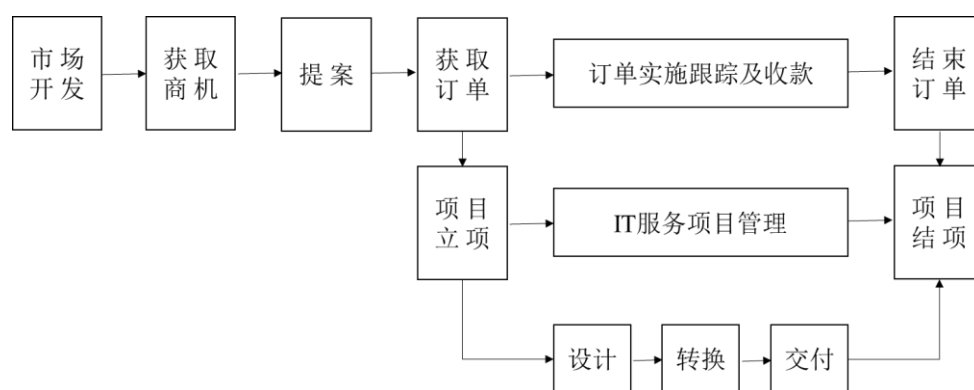 市场
开发
获取
商机
提案
获取
订单
订单实施跟踪及收款
结束
订单
项目
立项
IT服务项目管理
项目
结项
设计
转换
交付